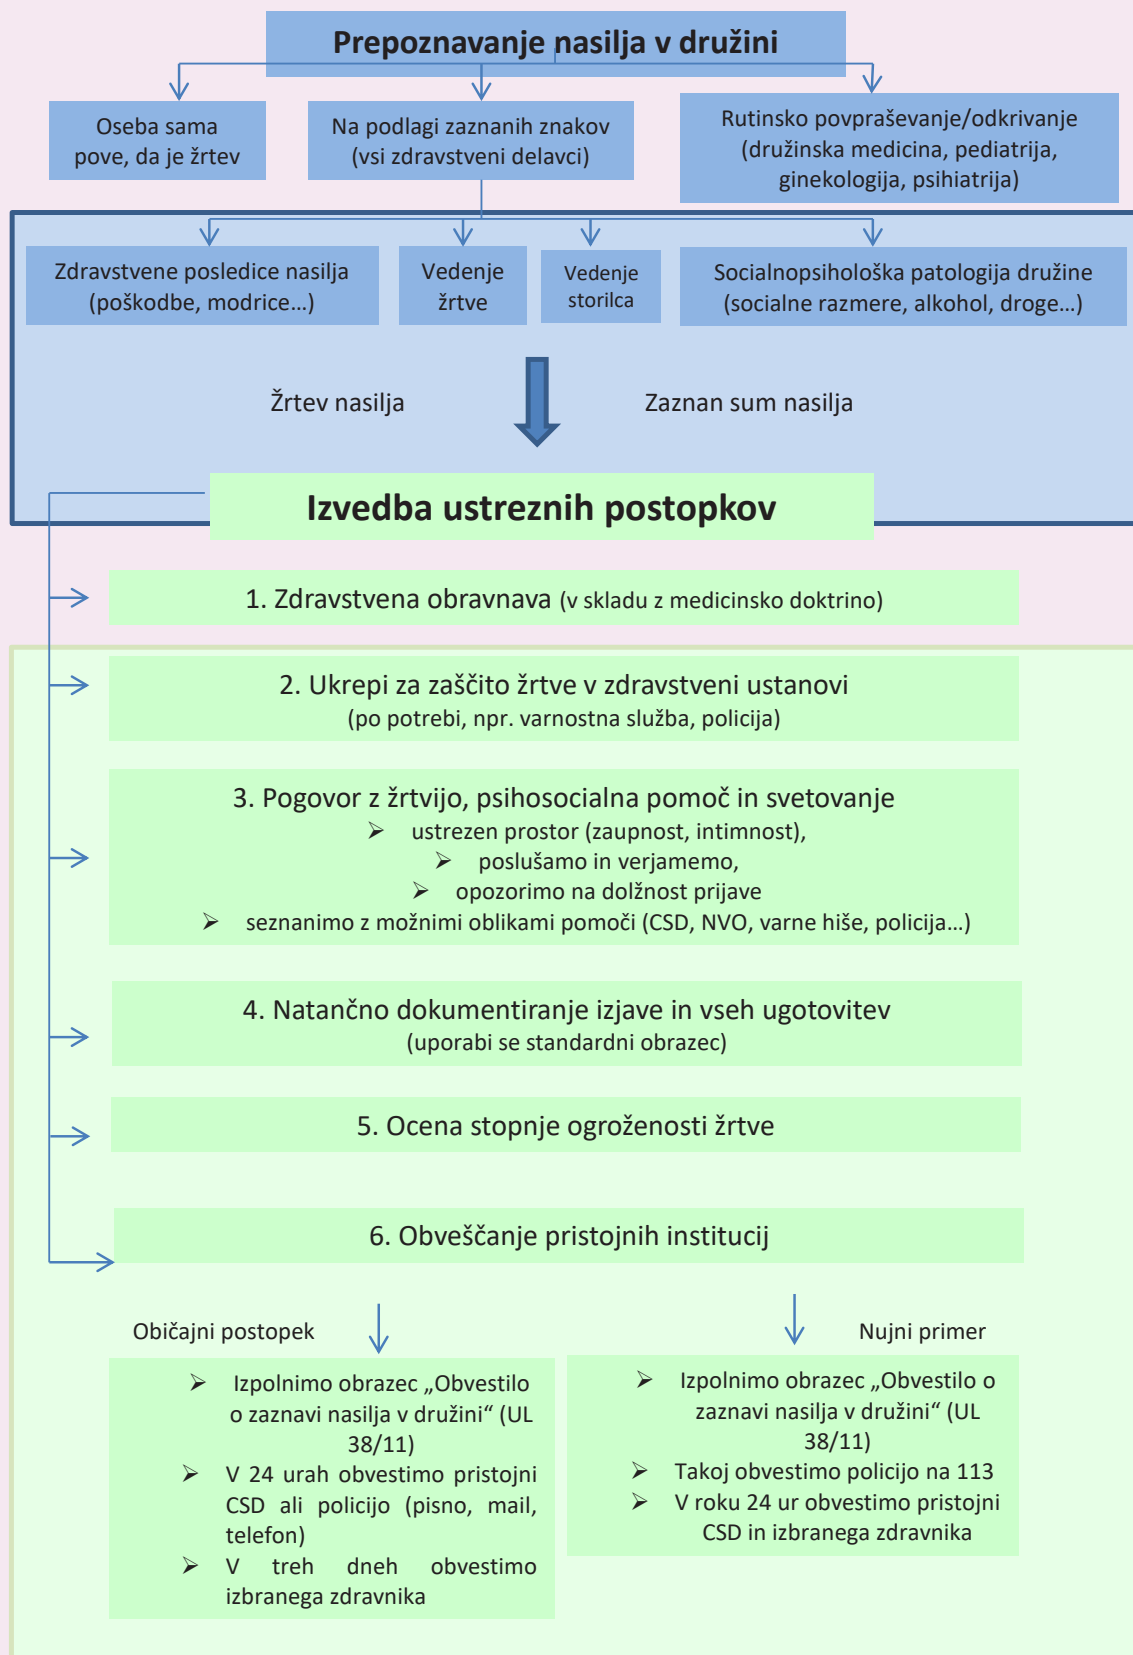 Prepoznavanje nasilja v družini
Oseba sama
pove, da je žrtev
Na podlagi zaznanih znakov
(vsi zdravstveni delavci)
Rutinsko povpraševanje/odkrivanje
(družinska medicina, pediatrija,
ginekologija, psihiatrija)
Zdravstvene posledice nasilja
(poškodbe, modrice…)
Vedenje
žrtve
Vedenje
storilca
Socialnopsihološka patologija družine
(socialne razmere, alkohol, droge…)
Žrtev nasilja
Zaznan sum nasilja
Izvedba ustreznih postopkov
1. Zdravstvena obravnava (v skladu z medicinsko doktrino)
2. Ukrepi za zaščito žrtve v zdravstveni ustanovi
(po potrebi, npr. varnostna služba, policija)
3. Pogovor z žrtvijo, psihosocialna pomoč in svetovanje
➢ ustrezen prostor (zaupnost, intimnost),
➢ poslušamo in verjamemo,
➢ opozorimo na dolžnost prijave
➢ seznanimo z možnimi oblikami pomoči (CSD, NVO, varne hiše, policija…)
4. Natančno dokumentiranje izjave in vseh ugotovitev
(uporabi se standardni obrazec)
5. Ocena stopnje ogroženosti žrtve
6. Obveščanje pristojnih institucij
Običajni postopek
➢ Izpolnimo obrazec „Obvestilo
o zaznavi nasilja v družini“ (UL
38/11)
➢ V 24 urah obvestimo pristojni
CSD ali policijo (pisno, mail,
telefon)
➢ V treh dneh obvestimo
izbranega zdravnika
Nujni primer
➢ Izpolnimo obrazec „Obvestilo o
zaznavi nasilja v družini“ (UL
38/11)
➢ Takoj obvestimo policijo na 113
➢ V roku 24 ur obvestimo pristojni
CSD in izbranega zdravnika